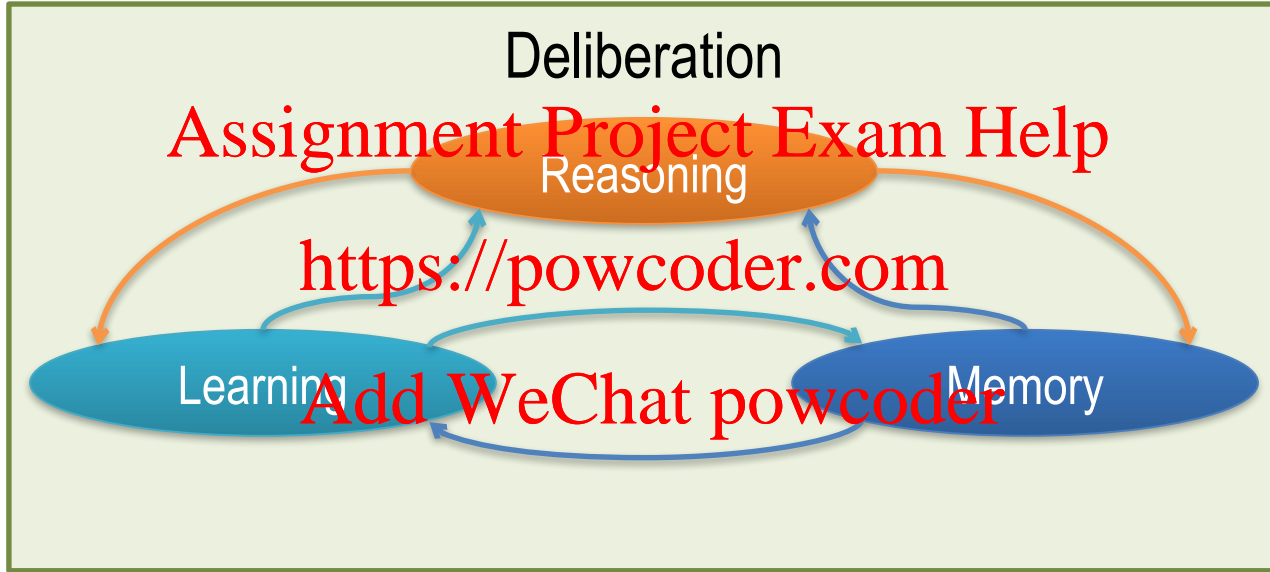 Deliberation
Assignment Project Exam Help
Reasoning
https://powcoder.com
Learning
Add WeChat powcoder
Memory